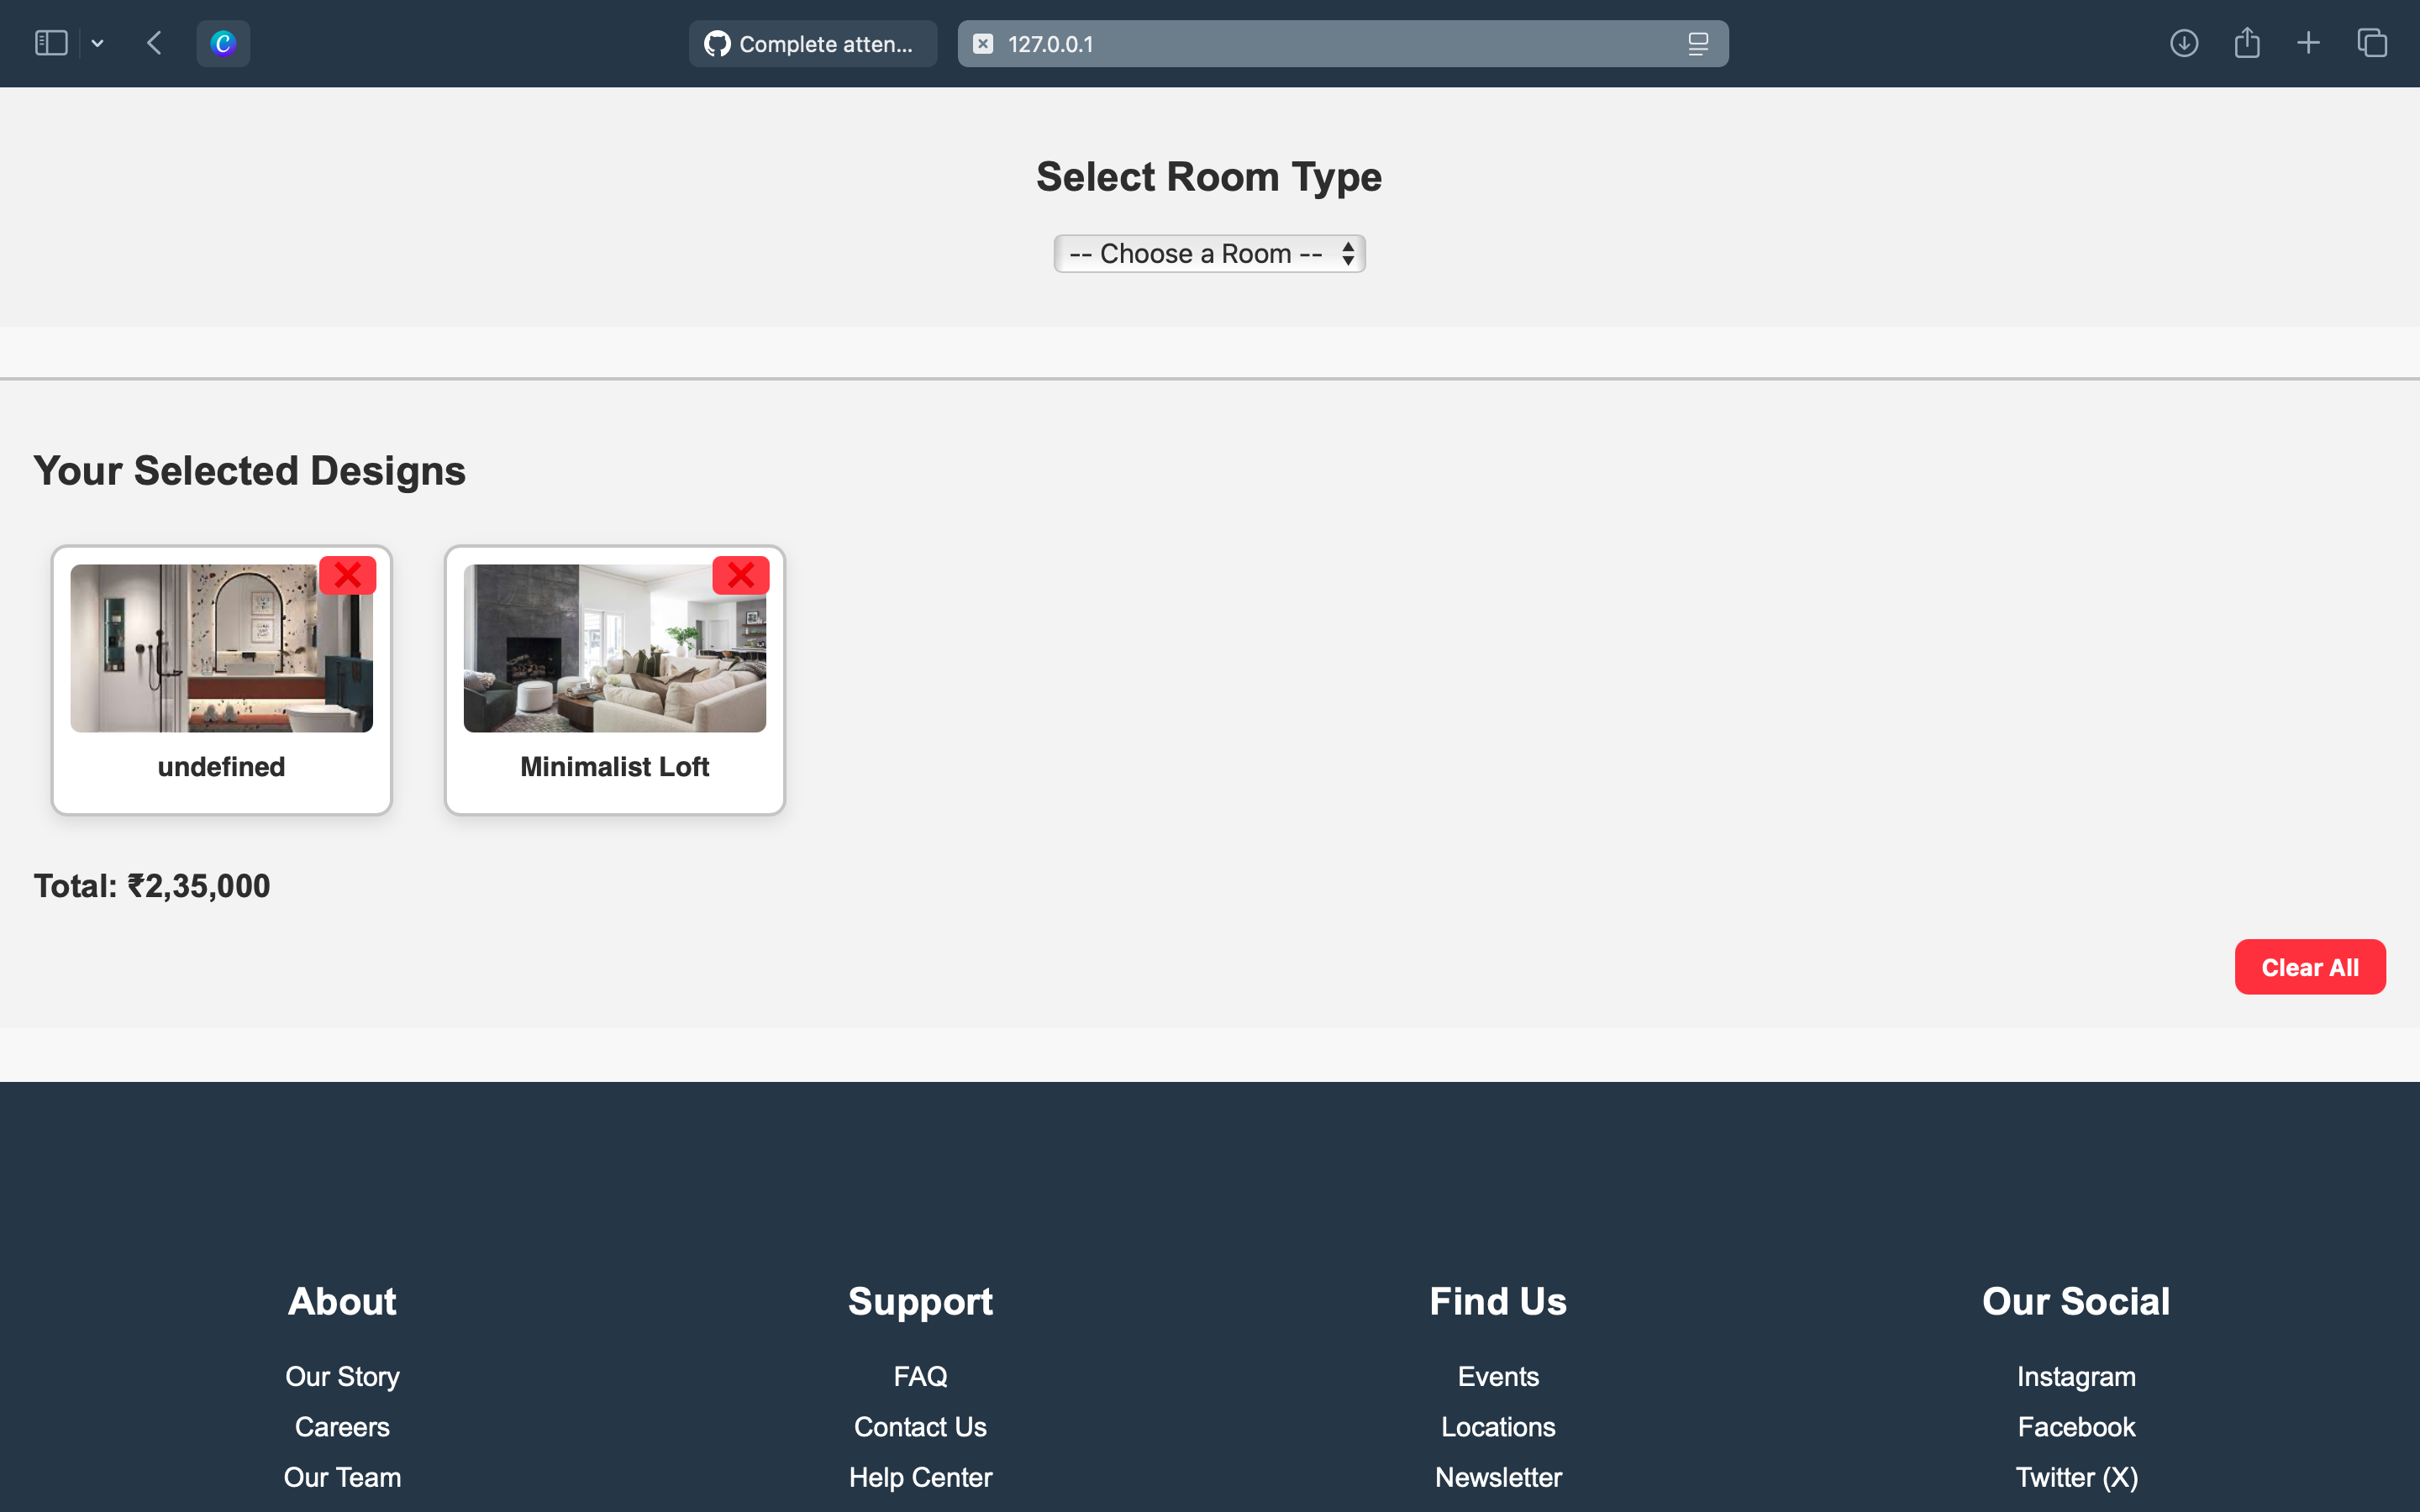 Complete atten...
127.0.0.1
Select Room Type
-- Choose a Room --
Your Selected Designs
undefined
Minimalist Loft
Total: ₹2,35,000
Clear All
About
Support
Find Us
Our Social
Our Story
FAQ
Events
Instagram
Careers
Contact Us
Locations
Facebook
Our Team
Help Center
Newsletter
Twitter (X)